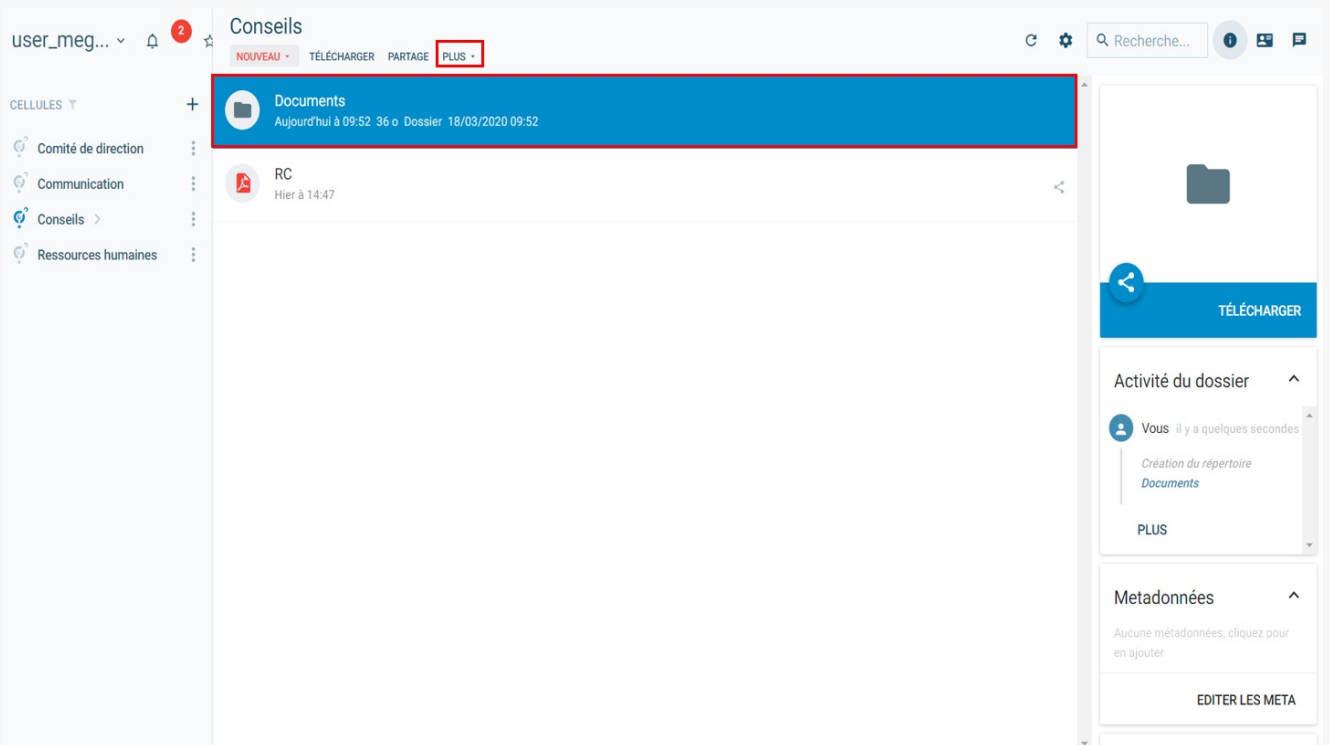 user_meg...
2
Conseils
NOUVEAU
TÉLÉCHARGER
PARTAGE
PLUS
Recherche...
CELLULES
+
Comité de direction
Communication
Conseils
Ressources humaines
Documents
Aujourd'hui à 09:52 36 o Dossier 18/03/2020 09:52
RC
Hier à 14:47
TÉLÉCHARGER
Activité du dossier
Vous il y a quelques secondes
Création du répertoire
Documents
PLUS
Metadonnées
Aucune métadonnées, cliquez pour
en ajouter
EDITER LES META